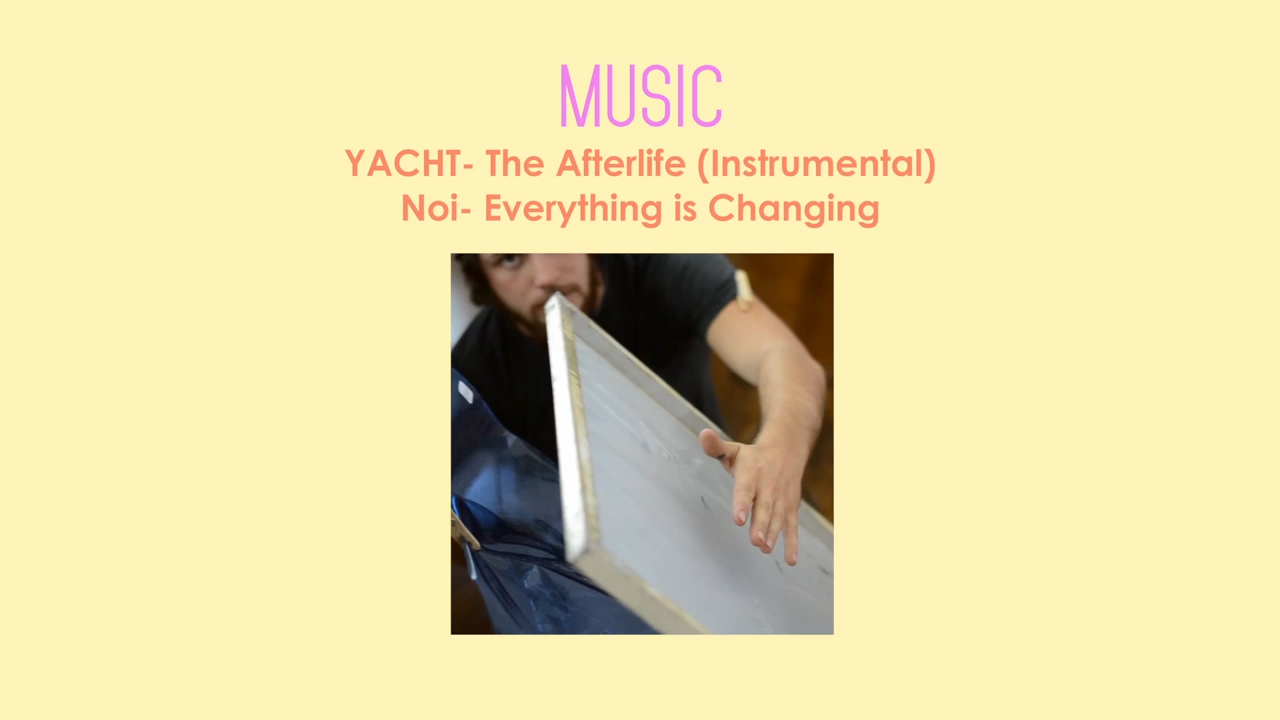 MUSIC
YACHT- The Afterlife (Instrumental)
Noi- Everything is Changing